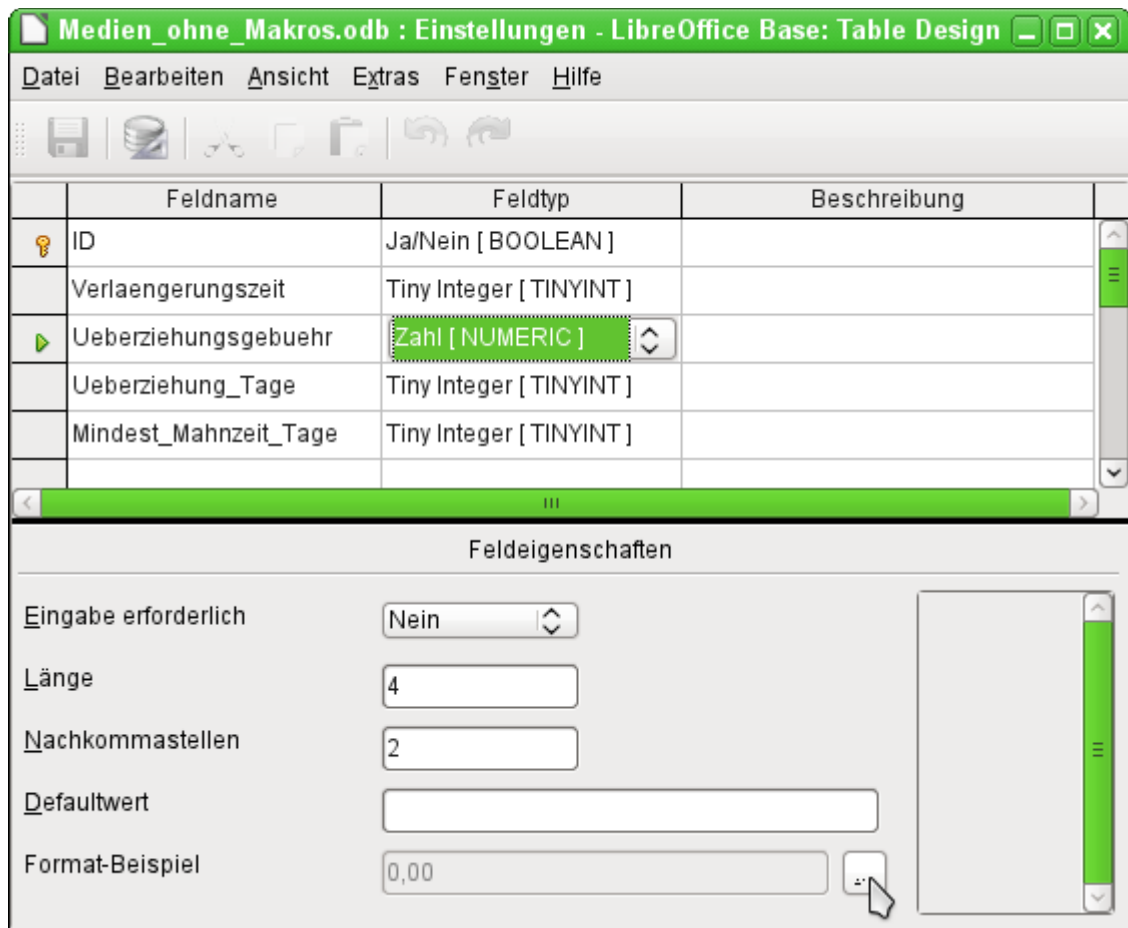 Medien_ohne_Makros.odb : Einstellungen - LibreOffice Base: Table Design
Datei Bearbeiten Ansicht Extras Fenster Hilfe
Feldname Feldtyp Beschreibung
ID Ja/Nein [ BOOLEAN ]
Verlaengerungszeit Tiny Integer [ TINYINT ]
Ueberziehungsgebuehr Zahl [ NUMERIC ]
Ueberziehung_Tage Tiny Integer [ TINYINT ]
Mindest_Mahnzeit_Tage Tiny Integer [ TINYINT ]
Feldeigenschaften
Eingabe erforderlich Nein
Länge 4
Nachkommastellen 2
Defaultwert
Format-Beispiel 0,00 ...